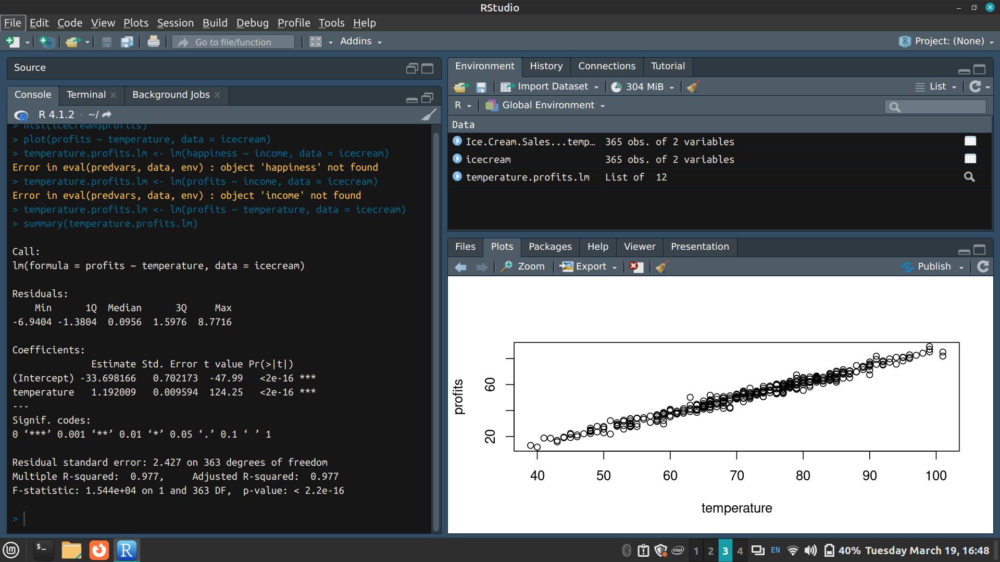 RStudio
File Edit Code View Plots Session Build Debug Profile Tools Help
Go to file/function Addins Project: (None)
Source
Console Terminal Background Jobs
R 4.1.2 · ~/
> hist(icecream$profits)
> plot(profits ~ temperature, data = icecream)
> temperature.profits.lm <- lm(happiness ~ income, data = icecream)
Error in eval(predvars, data, env) : object 'happiness' not found
> temperature.profits.lm <- lm(profits ~ income, data = icecream)
Error in eval(predvars, data, env) : object 'income' not found
> temperature.profits.lm <- lm(profits ~ temperature, data = icecream)
> summary(temperature.profits.lm)
Call:
lm(formula = profits ~ temperature, data = icecream)
Residuals:
Min 1Q Median 3Q Max
-6.9404 -1.3804 0.0956 1.5976 8.7716
Coefficients:
Estimate Std. Error t value Pr(>|t|)
(Intercept) -33.698166 0.702173 -47.99 <2e-16 ***
temperature 1.192009 0.009594 124.25 <2e-16 ***
---
Signif. codes:
0 ‘***’ 0.001 ‘**’ 0.01 ‘*’ 0.05 ‘.’ 0.1 ‘ ’ 1
Residual standard error: 2.427 on 363 degrees of freedom
Multiple R-squared: 0.977, Adjusted R-squared: 0.977
F-statistic: 1.544e+04 on 1 and 363 DF, p-value: < 2.2e-16
>
Environment History Connections Tutorial
Import Dataset 304 MiB List
R Global Environment
Data
Ice.Cream.Sales...temp… 365 obs. of 2 variables
icecream 365 obs. of 2 variables
temperature.profits.lm List of 12
Files Plots Packages Help Viewer Presentation
Zoom Export Publish
profits
60
20
40 50 60 70 80 90 100
temperature
$_ R intel 1 2 3 4 EN 40% Tuesday March 19, 16:48